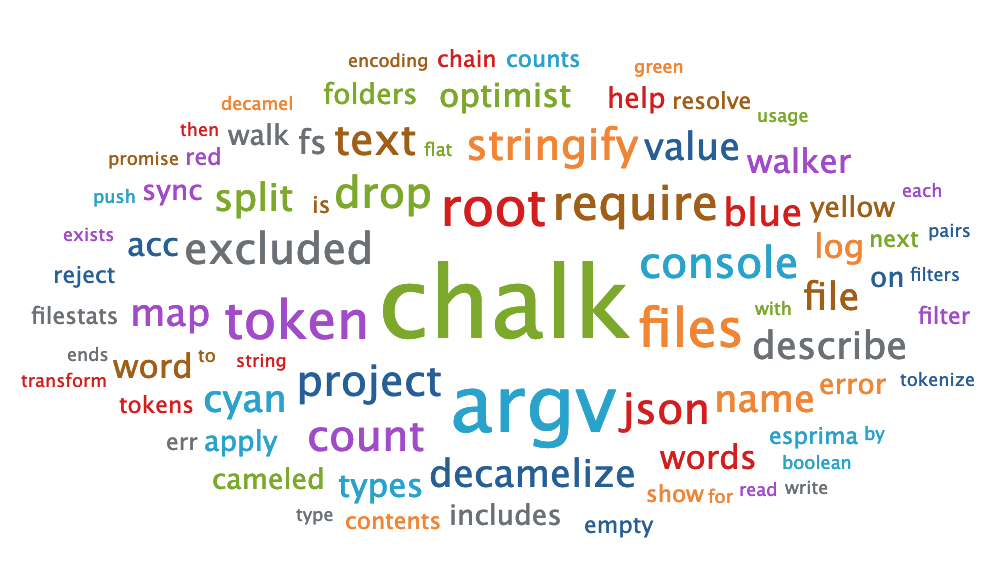 encoding chain counts
green
decamel folders optimist help resolve
usage
then walk fs text flat stringify value
promise red walker
push sync split is drop root require blue yellow each
exists acc excluded console log next pairs
reject on filters
filestats map token chalk files with file filter
ends word to string describe
transform project error tokenize
tokens cyan argv json name
err apply count esprima by
cameled types decamelize words boolean
show for read write
type contents includes empty